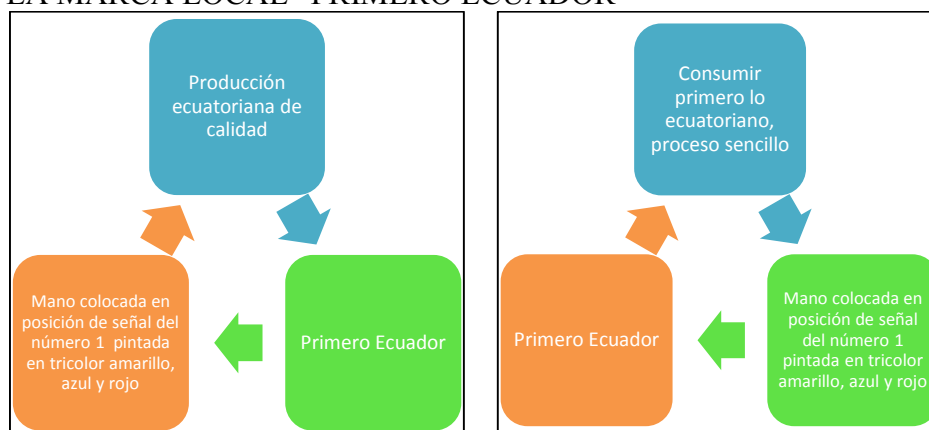 LA MARCA LOCAL "PRIMERO ECUADOR"
Producción
ecuatoriana de
calidad
Mano colocada en
posición de señal del
número 1 pintada
en tricolor amarillo,
azul y rojo
Primero Ecuador
Consumir
primero lo
ecuatoriano,
proceso sencillo
Primero Ecuador
Mano colocada en
posición de señal
del número 1
pintada en tricolor
amarillo, azul y rojo